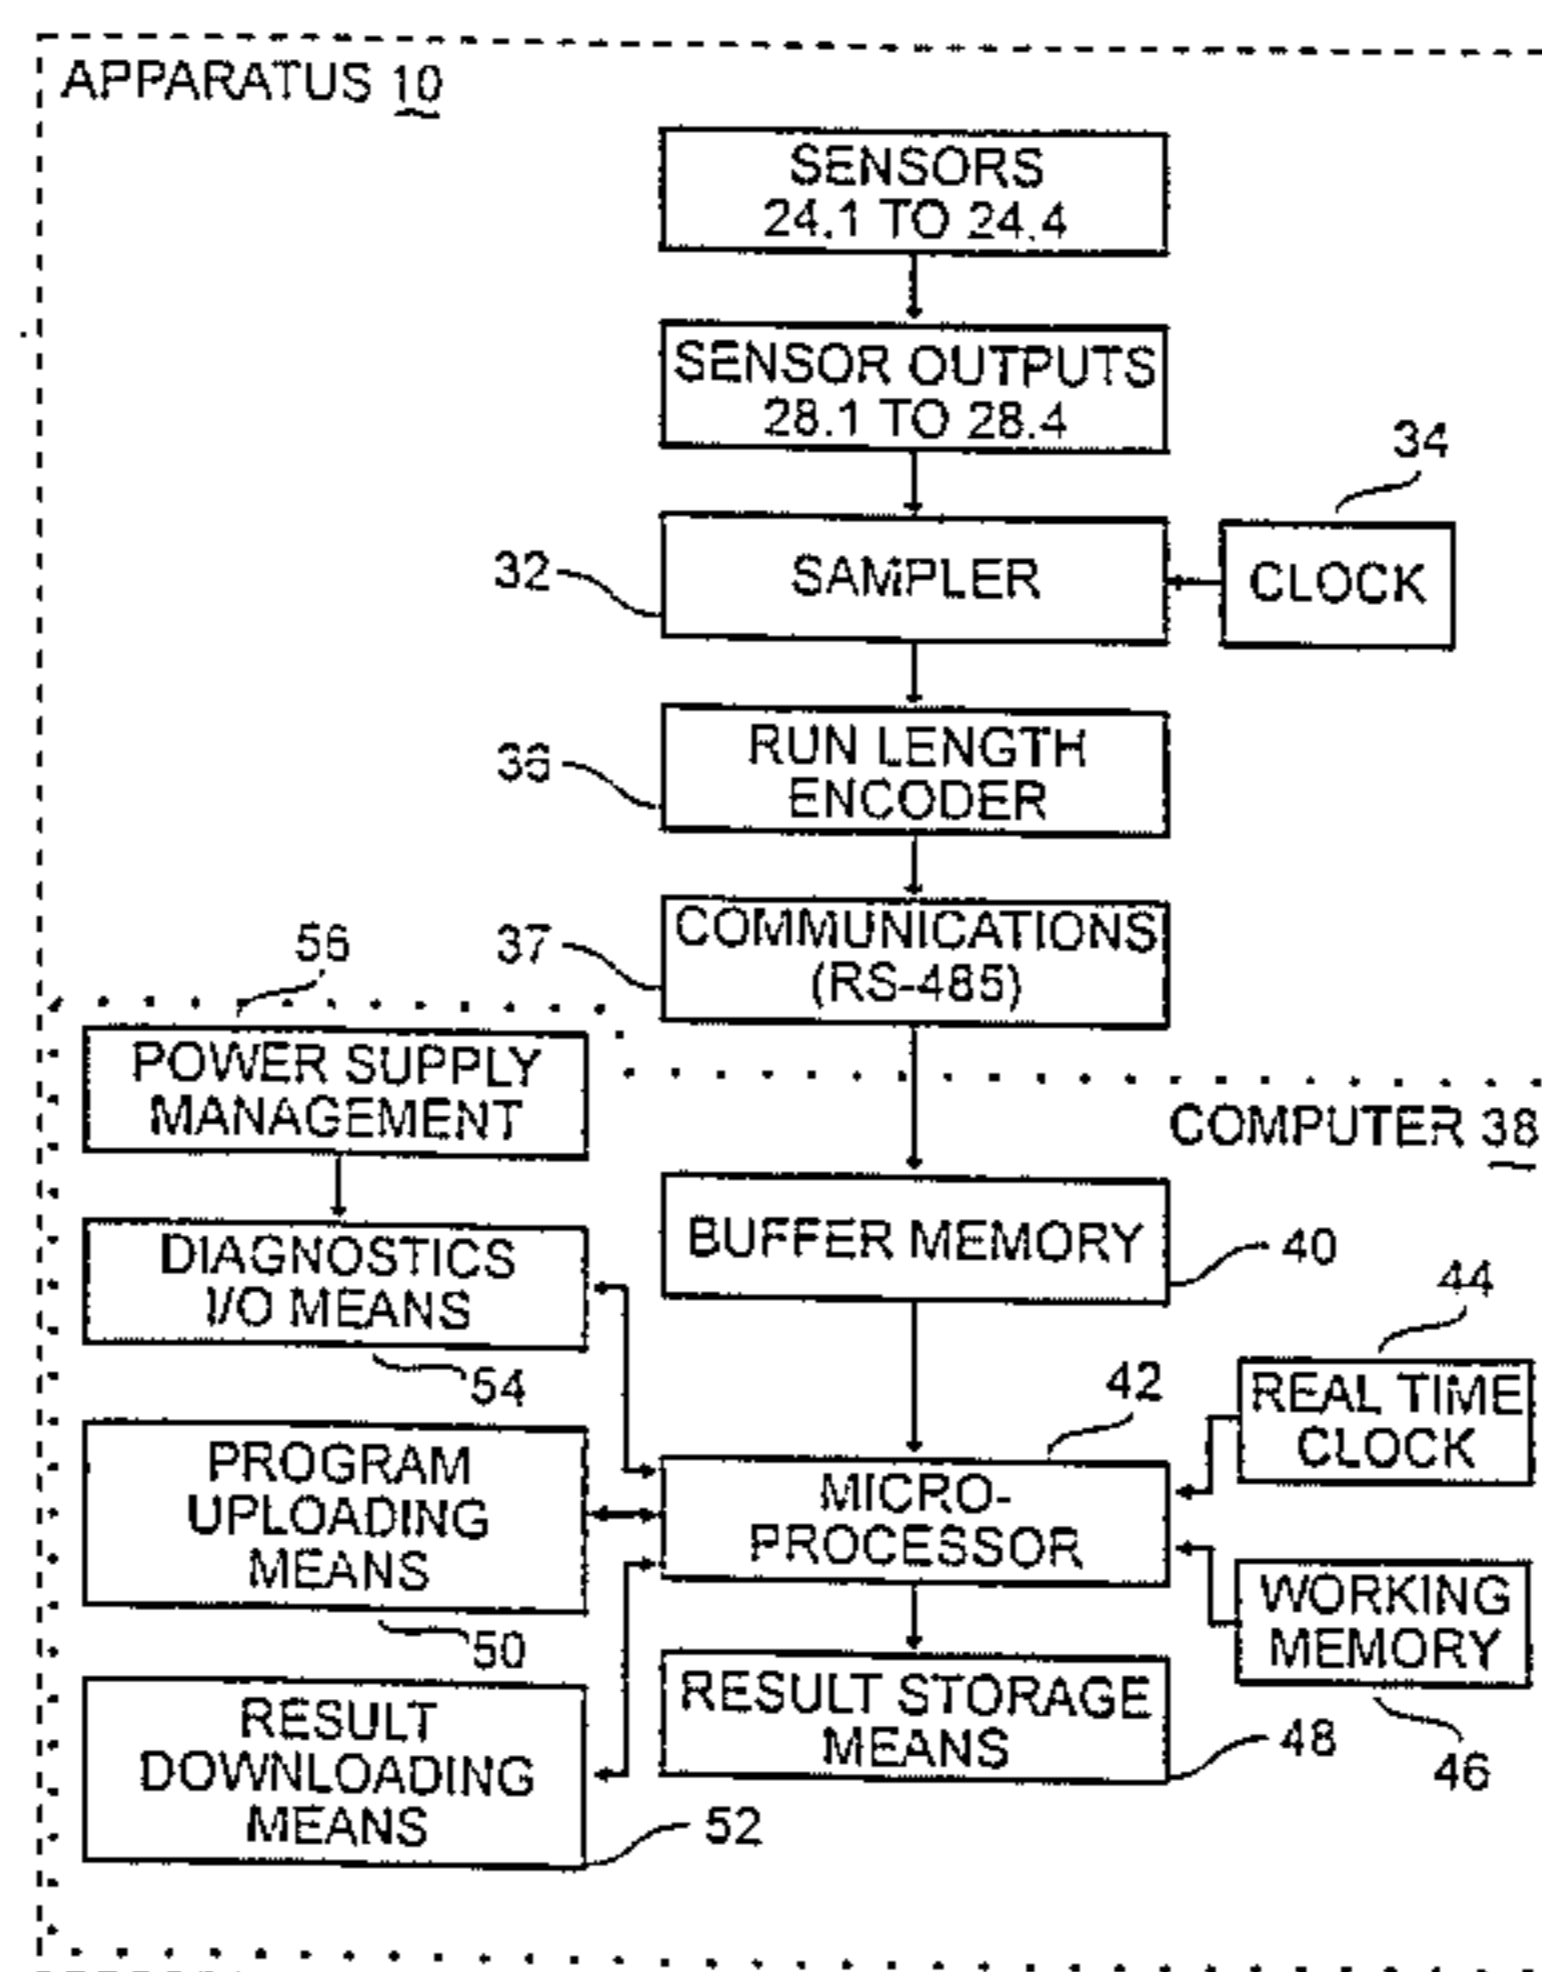 APPARATUS 10
SENSORS
24.1 TO 24.4
SENSOR OUTPUTS
28.1 TO 28.4
34
32
SAMPLER
CLOCK
36
RUN LENGTH
ENCODER
37
COMMUNICATIONS
(RS-485)
56
POWER SUPPLY
MANAGEMENT
COMPUTER 38
BUFFER MEMORY
40
DIAGNOSTICS
I/O MEANS
54
44
REAL TIME
CLOCK
42
MICRO-
PROCESSOR
PROGRAM
UPLOADING
MEANS
50
WORKING
MEMORY
46
RESULT STORAGE
MEANS
48
RESULT
DOWNLOADING
MEANS
52